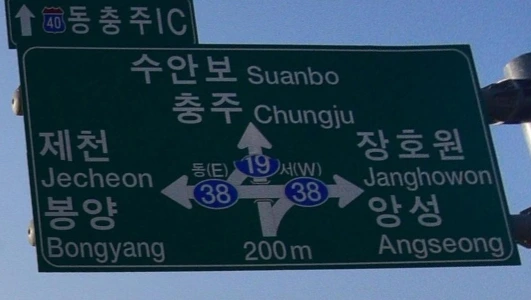 40 동충주IC
수안보 Suanbo
충주 Chungju
제천
Jecheon
봉양
Bongyang
동(E) 19 서(W)
38 38
200m
장호원
Janghowon
앙성
Angseong